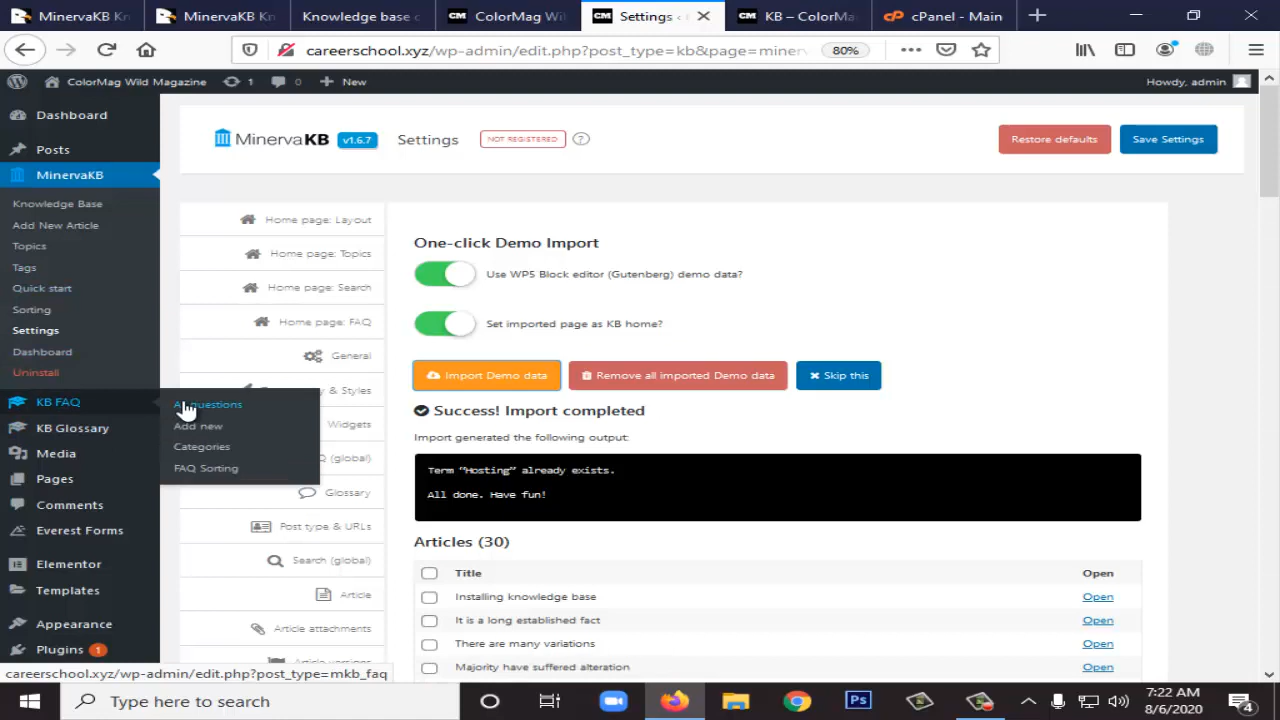 MinervaKB Kn
MinervaKB Kn
Knowledge base c
ColorMag Wi
Settings ‹
KB – ColorMa
cPanel - Main
careerschool.xyz/wp-admin/edit.php?post_type=kb&page=miner
80%
ColorMag Wild Magazine
1
0
New
Howdy, admin
Dashboard
Posts
MinervaKB
Knowledge Base
Add New Article
Topics
Tags
Quick start
Sorting
Settings
Dashboard
Uninstall
KB FAQ
KB Glossary
Media
Pages
Comments
Everest Forms
Elementor
Templates
Appearance
Plugins 1
questions
Add new
Categories
FAQ Sorting
MinervaKB v1.6.7 Settings NOT REGISTERED ?
Restore defaults
Save Settings
Home page: Layout
Home page: Topics
Home page: Search
Home page: FAQ
General
& Styles
Widgets
(global)
Glossary
Post type & URLs
Search (global)
Article
Article attachments
Article versions
One-click Demo Import
Use WP5 Block editor (Gutenberg) demo data?
Set imported page as KB home?
Import Demo data
Remove all imported Demo data
Skip this
Success! Import completed
Import generated the following output:
Term "Hosting" already exists.
All done. Have fun!
Articles (30)
Title Open
Installing knowledge base Open
It is a long established fact Open
There are many variations Open
Majority have suffered alteration Open
careerschool.xyz/wp-admin/edit.php?post_type=mkb_faq
Type here to search
Ps
7:22 AM
8/6/2020
4